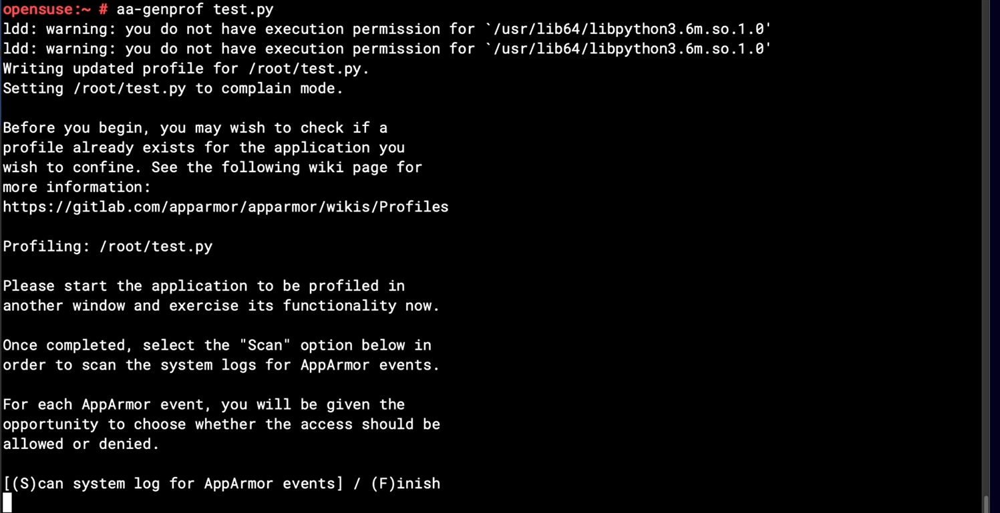 opensuse:~ # aa-genprof test.py
ldd: warning: you do not have execution permission for `/usr/lib64/libpython3.6m.so.1.0'
ldd: warning: you do not have execution permission for `/usr/lib64/libpython3.6m.so.1.0'
Writing updated profile for /root/test.py.
Setting /root/test.py to complain mode.

Before you begin, you may wish to check if a
profile already exists for the application you
wish to confine. See the following wiki page for
more information:
https://gitlab.com/apparmor/apparmor/wikis/Profiles

Profiling: /root/test.py

Please start the application to be profiled in
another window and exercise its functionality now.

Once completed, select the "Scan" option below in
order to scan the system logs for AppArmor events.

For each AppArmor event, you will be given the
opportunity to choose whether the access should be
allowed or denied.

[(S)can system log for AppArmor events] / (F)inish